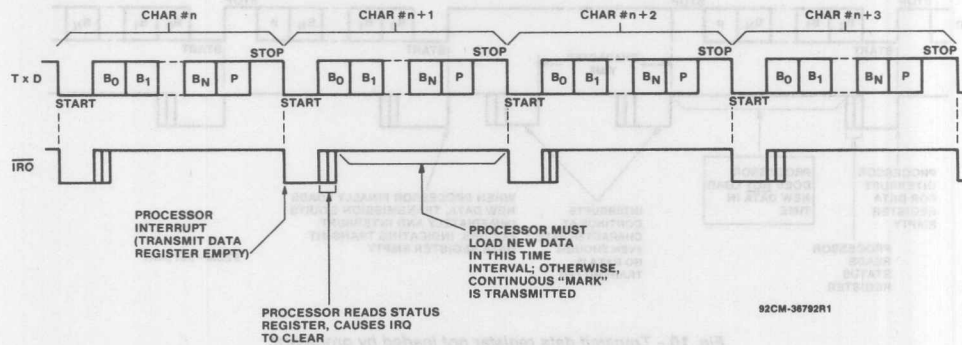 CHAR #n CHAR #n + 1 CHAR #n + 2 CHAR #n + 3
STOP STOP STOP STOP
T x D B0 B1 BN P B0 B1 BN P B0 B1 BN P B0 B1 BN P
START START START START
IRQ
PROCESSOR
INTERRUPT
(TRANSMIT DATA
REGISTER EMPTY)
PROCESSOR MUST
LOAD NEW DATA
IN THIS TIME
INTERVAL; OTHERWISE,
CONTINUOUS "MARK"
IS TRANSMITTED
PROCESSOR READS STATUS
REGISTER, CAUSES IRQ
TO CLEAR
92CM-36792R1